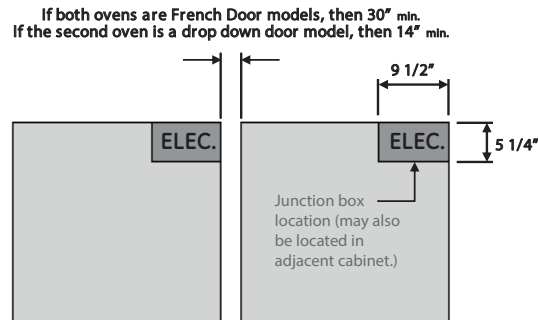 If both ovens are French Door models, then 30” min.
If the second oven is a drop down door model, then 14” min.
9 1/2”
ELEC.
ELEC.
5 1/4”
Junction box
location (may also
be located in
adjacent cabinet.)